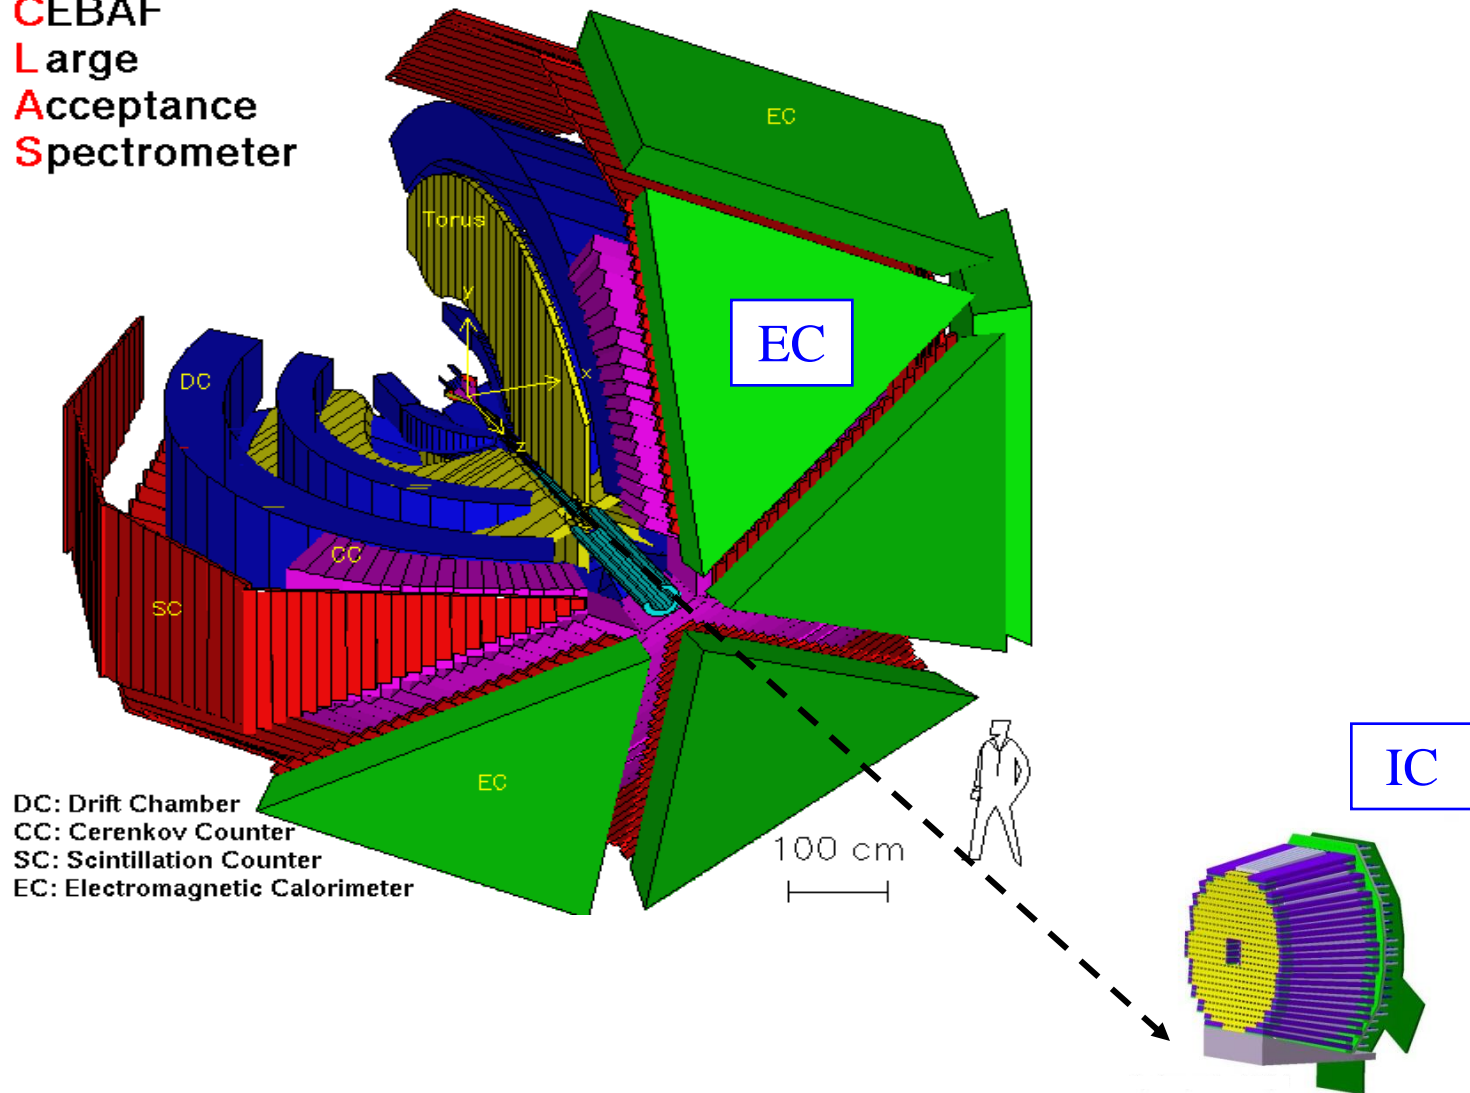 CEBAF
Large
Acceptance
Spectrometer
EC
Torus
y
EC
x
DC
z
CC
SC
EC
IC
DC: Drift Chamber
CC: Cerenkov Counter
SC: Scintillation Counter
EC: Electromagnetic Calorimeter
100 cm